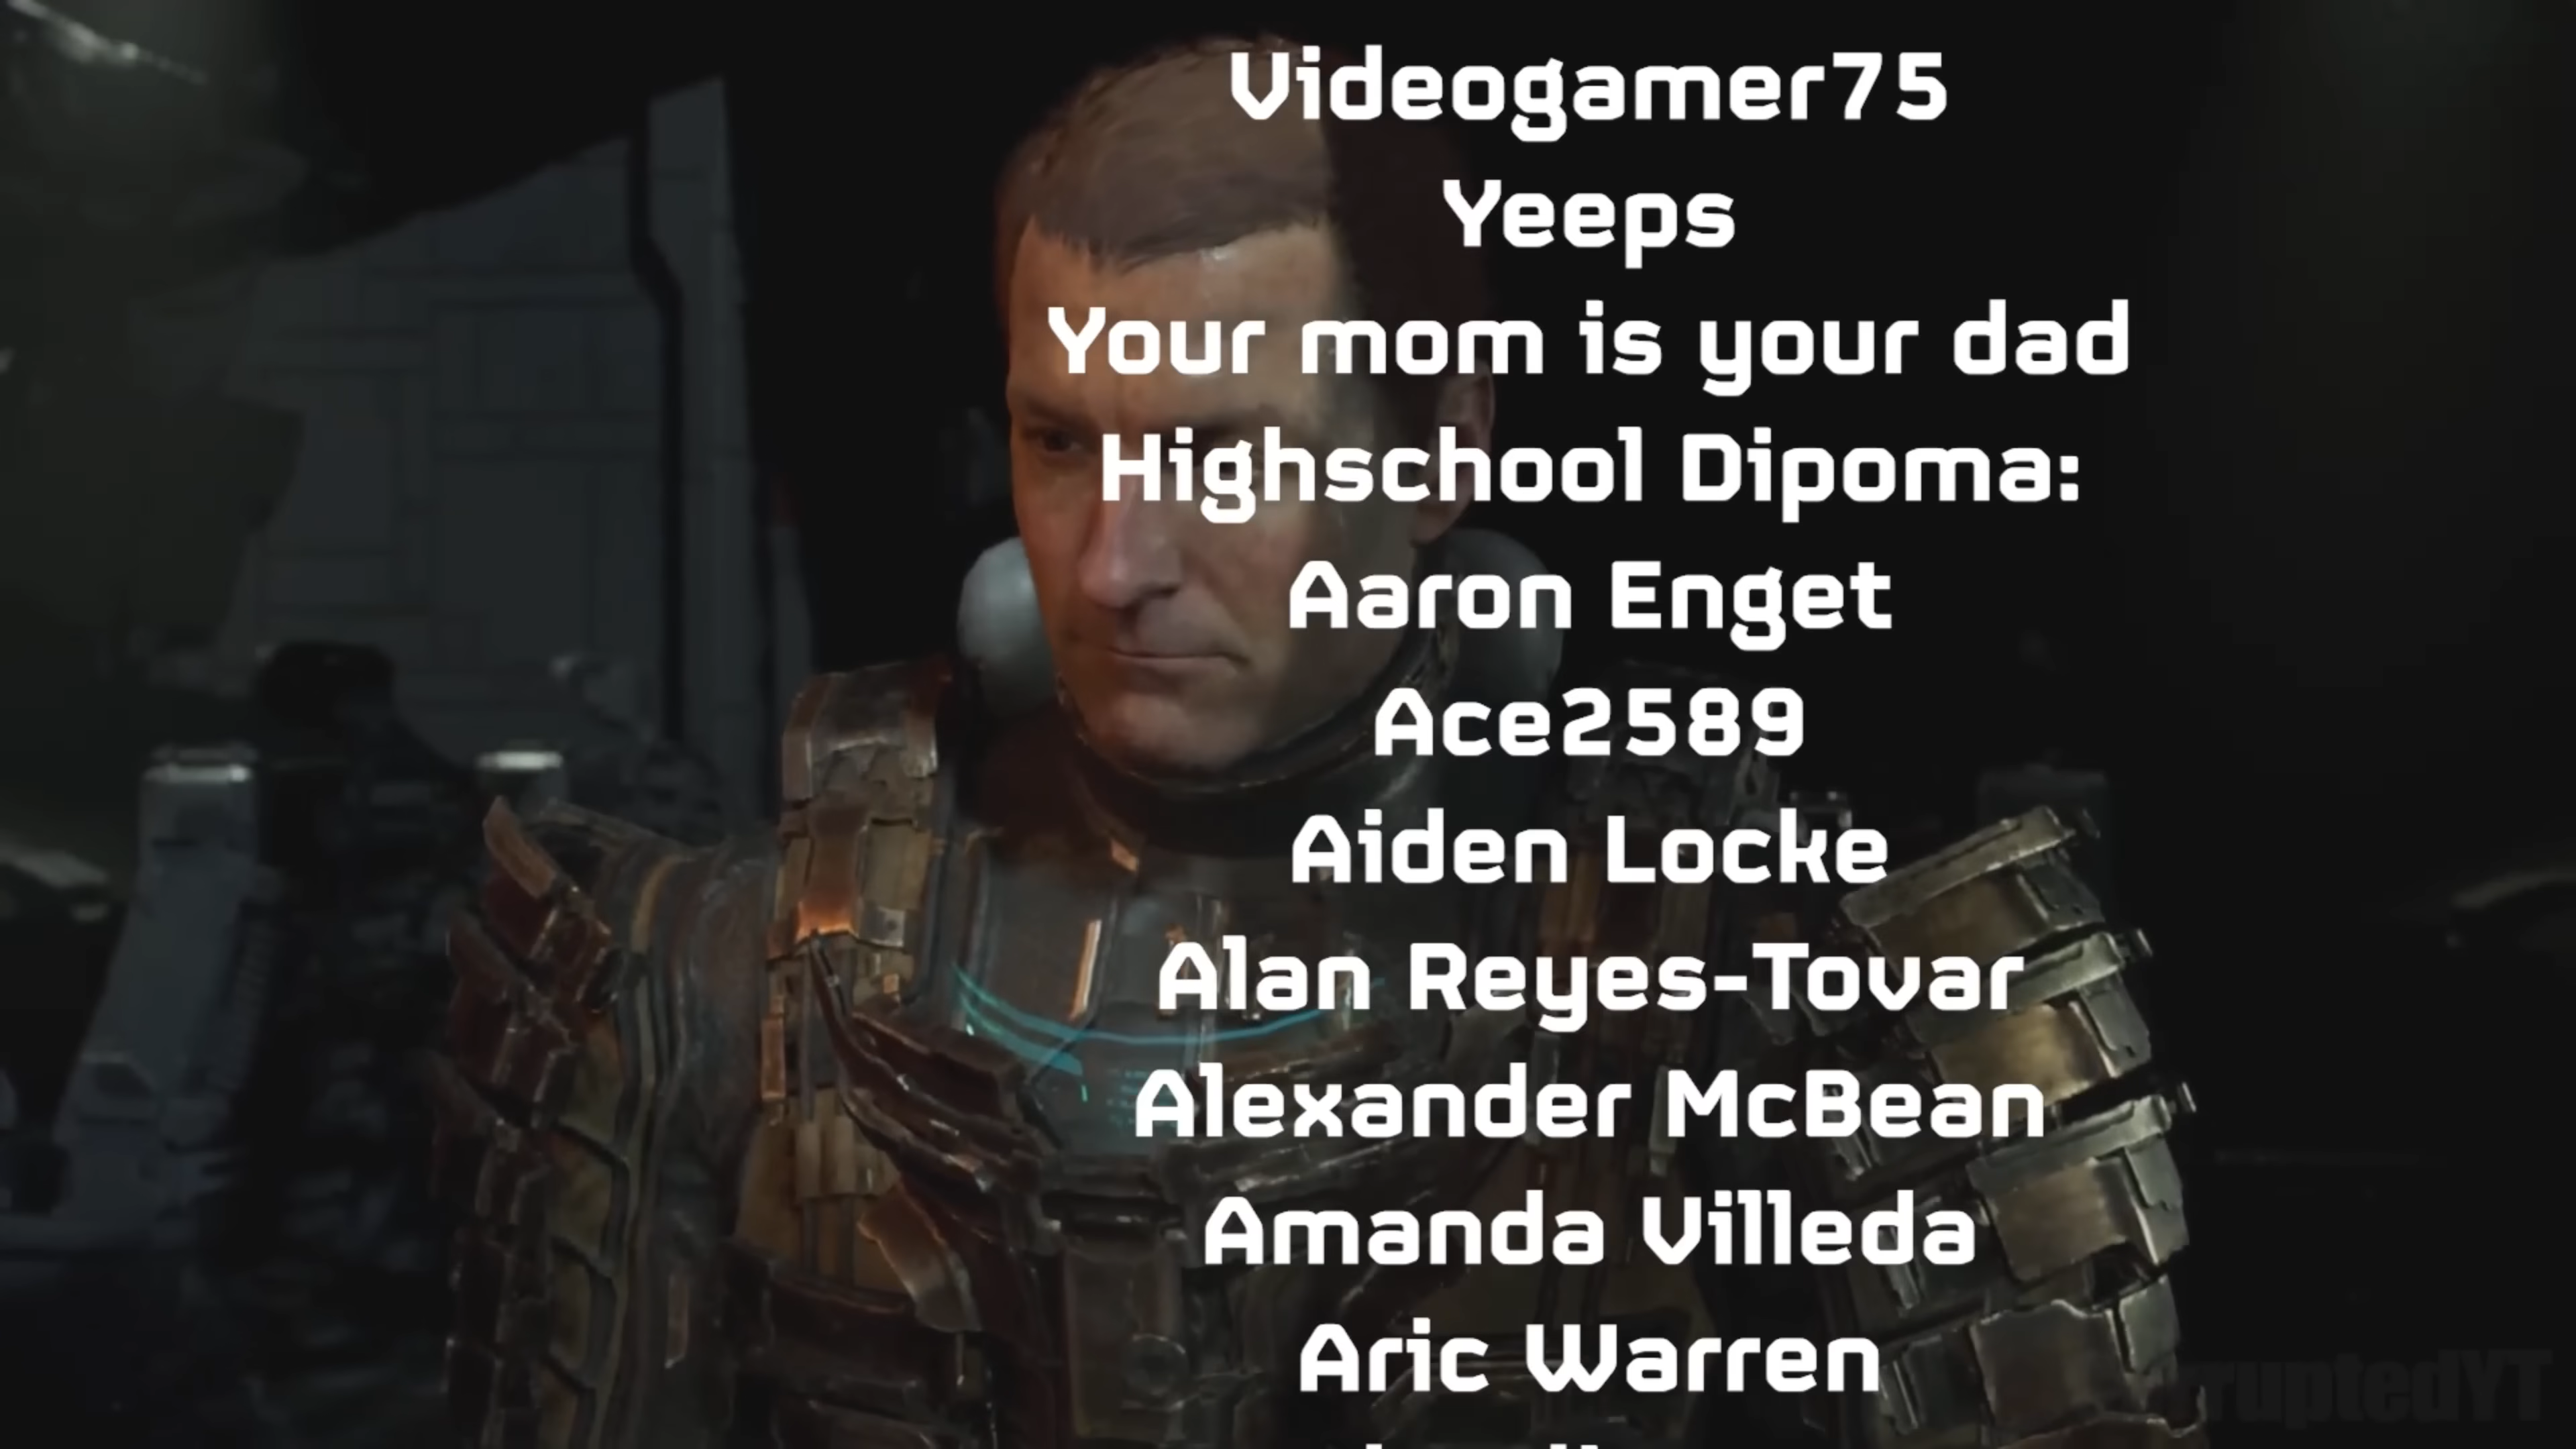 Videogamer75
Yeeps
Your mom is your dad
Highschool Dipoma:
Aaron Enget
Ace2589
Aiden Locke
Alan Reyes-Tovar
Alexander McBean
Amanda Villeda
Aric Warren